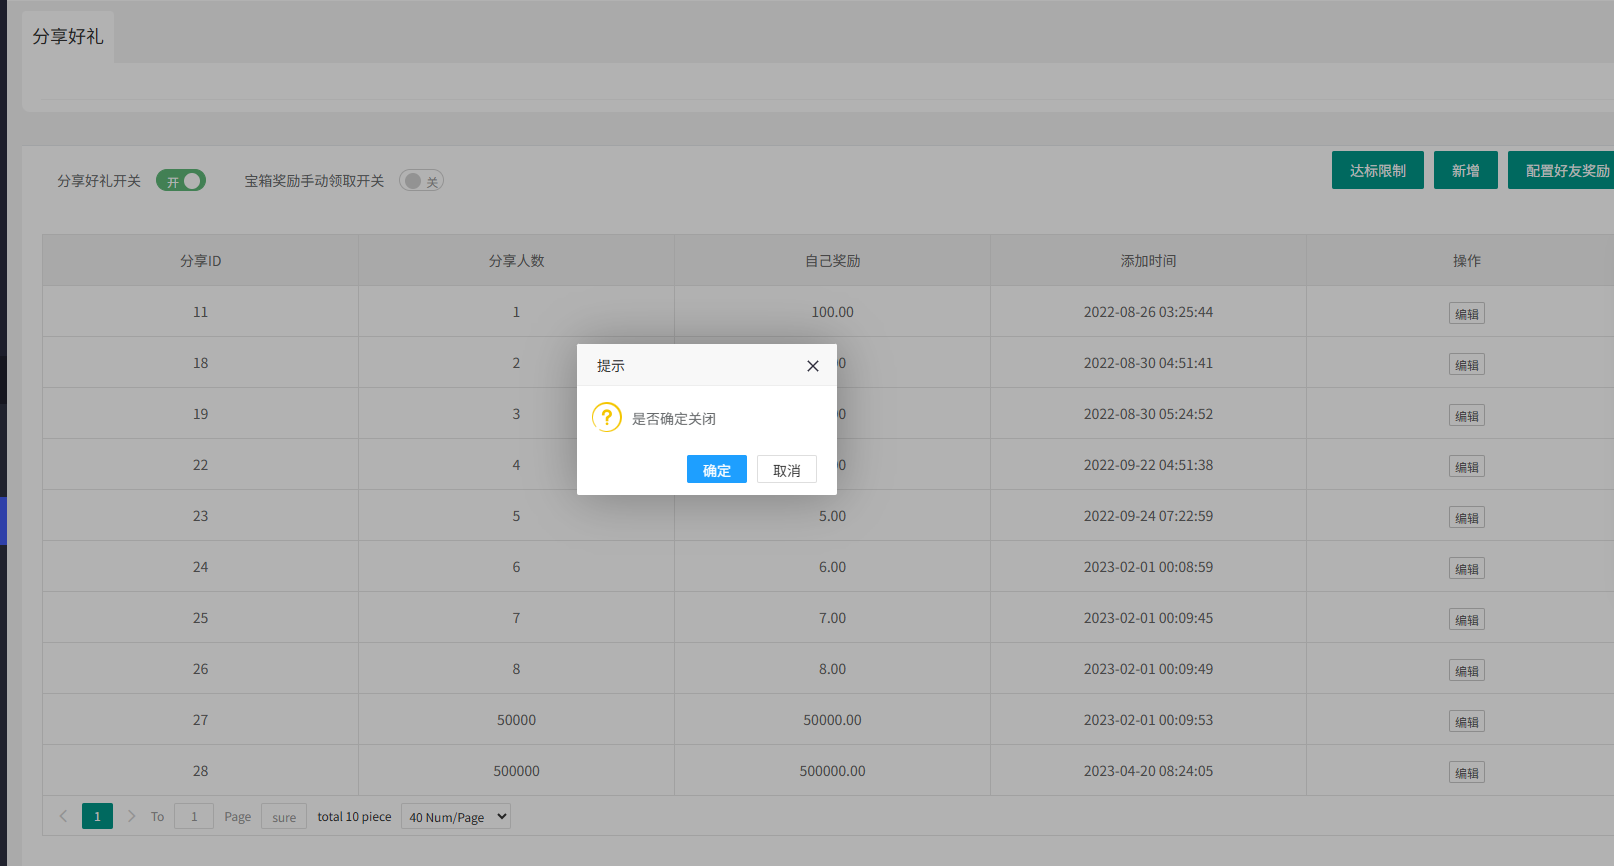 分享好礼
分享好礼开关 开 宝箱奖励手动领取开关 关 达标限制 新增 配置好友奖励
分享ID 分享人数 自己奖励 添加时间 操作
11 1 100.00 2022-08-26 03:25:44 编辑
18 2 0 2022-08-30 04:51:41 编辑
19 3 0 2022-08-30 05:24:52 编辑
22 4 0 2022-09-22 04:51:38 编辑
提示
是否确定关闭
确定 取消
23 5 5.00 2022-09-24 07:22:59 编辑
24 6 6.00 2023-02-01 00:08:59 编辑
25 7 7.00 2023-02-01 00:09:45 编辑
26 8 8.00 2023-02-01 00:09:49 编辑
27 50000 50000.00 2023-02-01 00:09:53 编辑
28 500000 500000.00 2023-04-20 08:24:05 编辑
1 To 1 Page sure total 10 piece 40 Num/Page